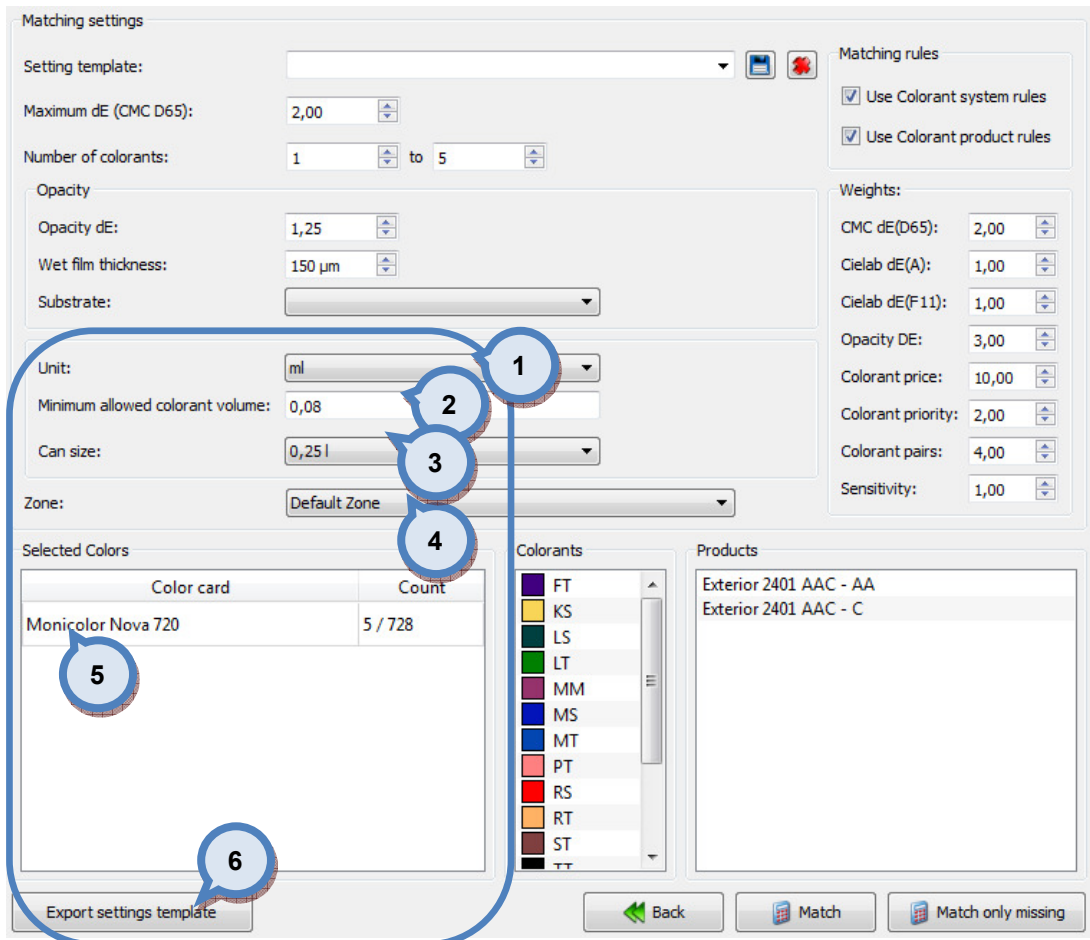 Matching settings
Setting template:
Maximum dE (CMC D65): 2,00
Number of colorants: 1 to 5
Opacity
Opacity dE: 1,25
Wet film thickness: 150 µm
Substrate:
Unit: ml 1
Minimum allowed colorant volume: 0,08 2
Can size: 0,25 l 3
Zone: Default Zone
4
Matching rules
Use Colorant system rules
Use Colorant product rules
Weights:
CMC dE(D65): 2,00
Cielab dE(A): 1,00
Cielab dE(F11): 1,00
Opacity DE: 3,00
Colorant price: 10,00
Colorant priority: 2,00
Colorant pairs: 4,00
Sensitivity: 1,00
Selected Colors
Color card Count
Monicolor Nova 720 5 / 728
5
6
Colorants
FT
KS
LS
LT
MM
MS
MT
PT
RS
RT
ST
TT
Products
Exterior 2401 AAC - AA
Exterior 2401 AAC - C
Export settings template
Back
Match
Match only missing